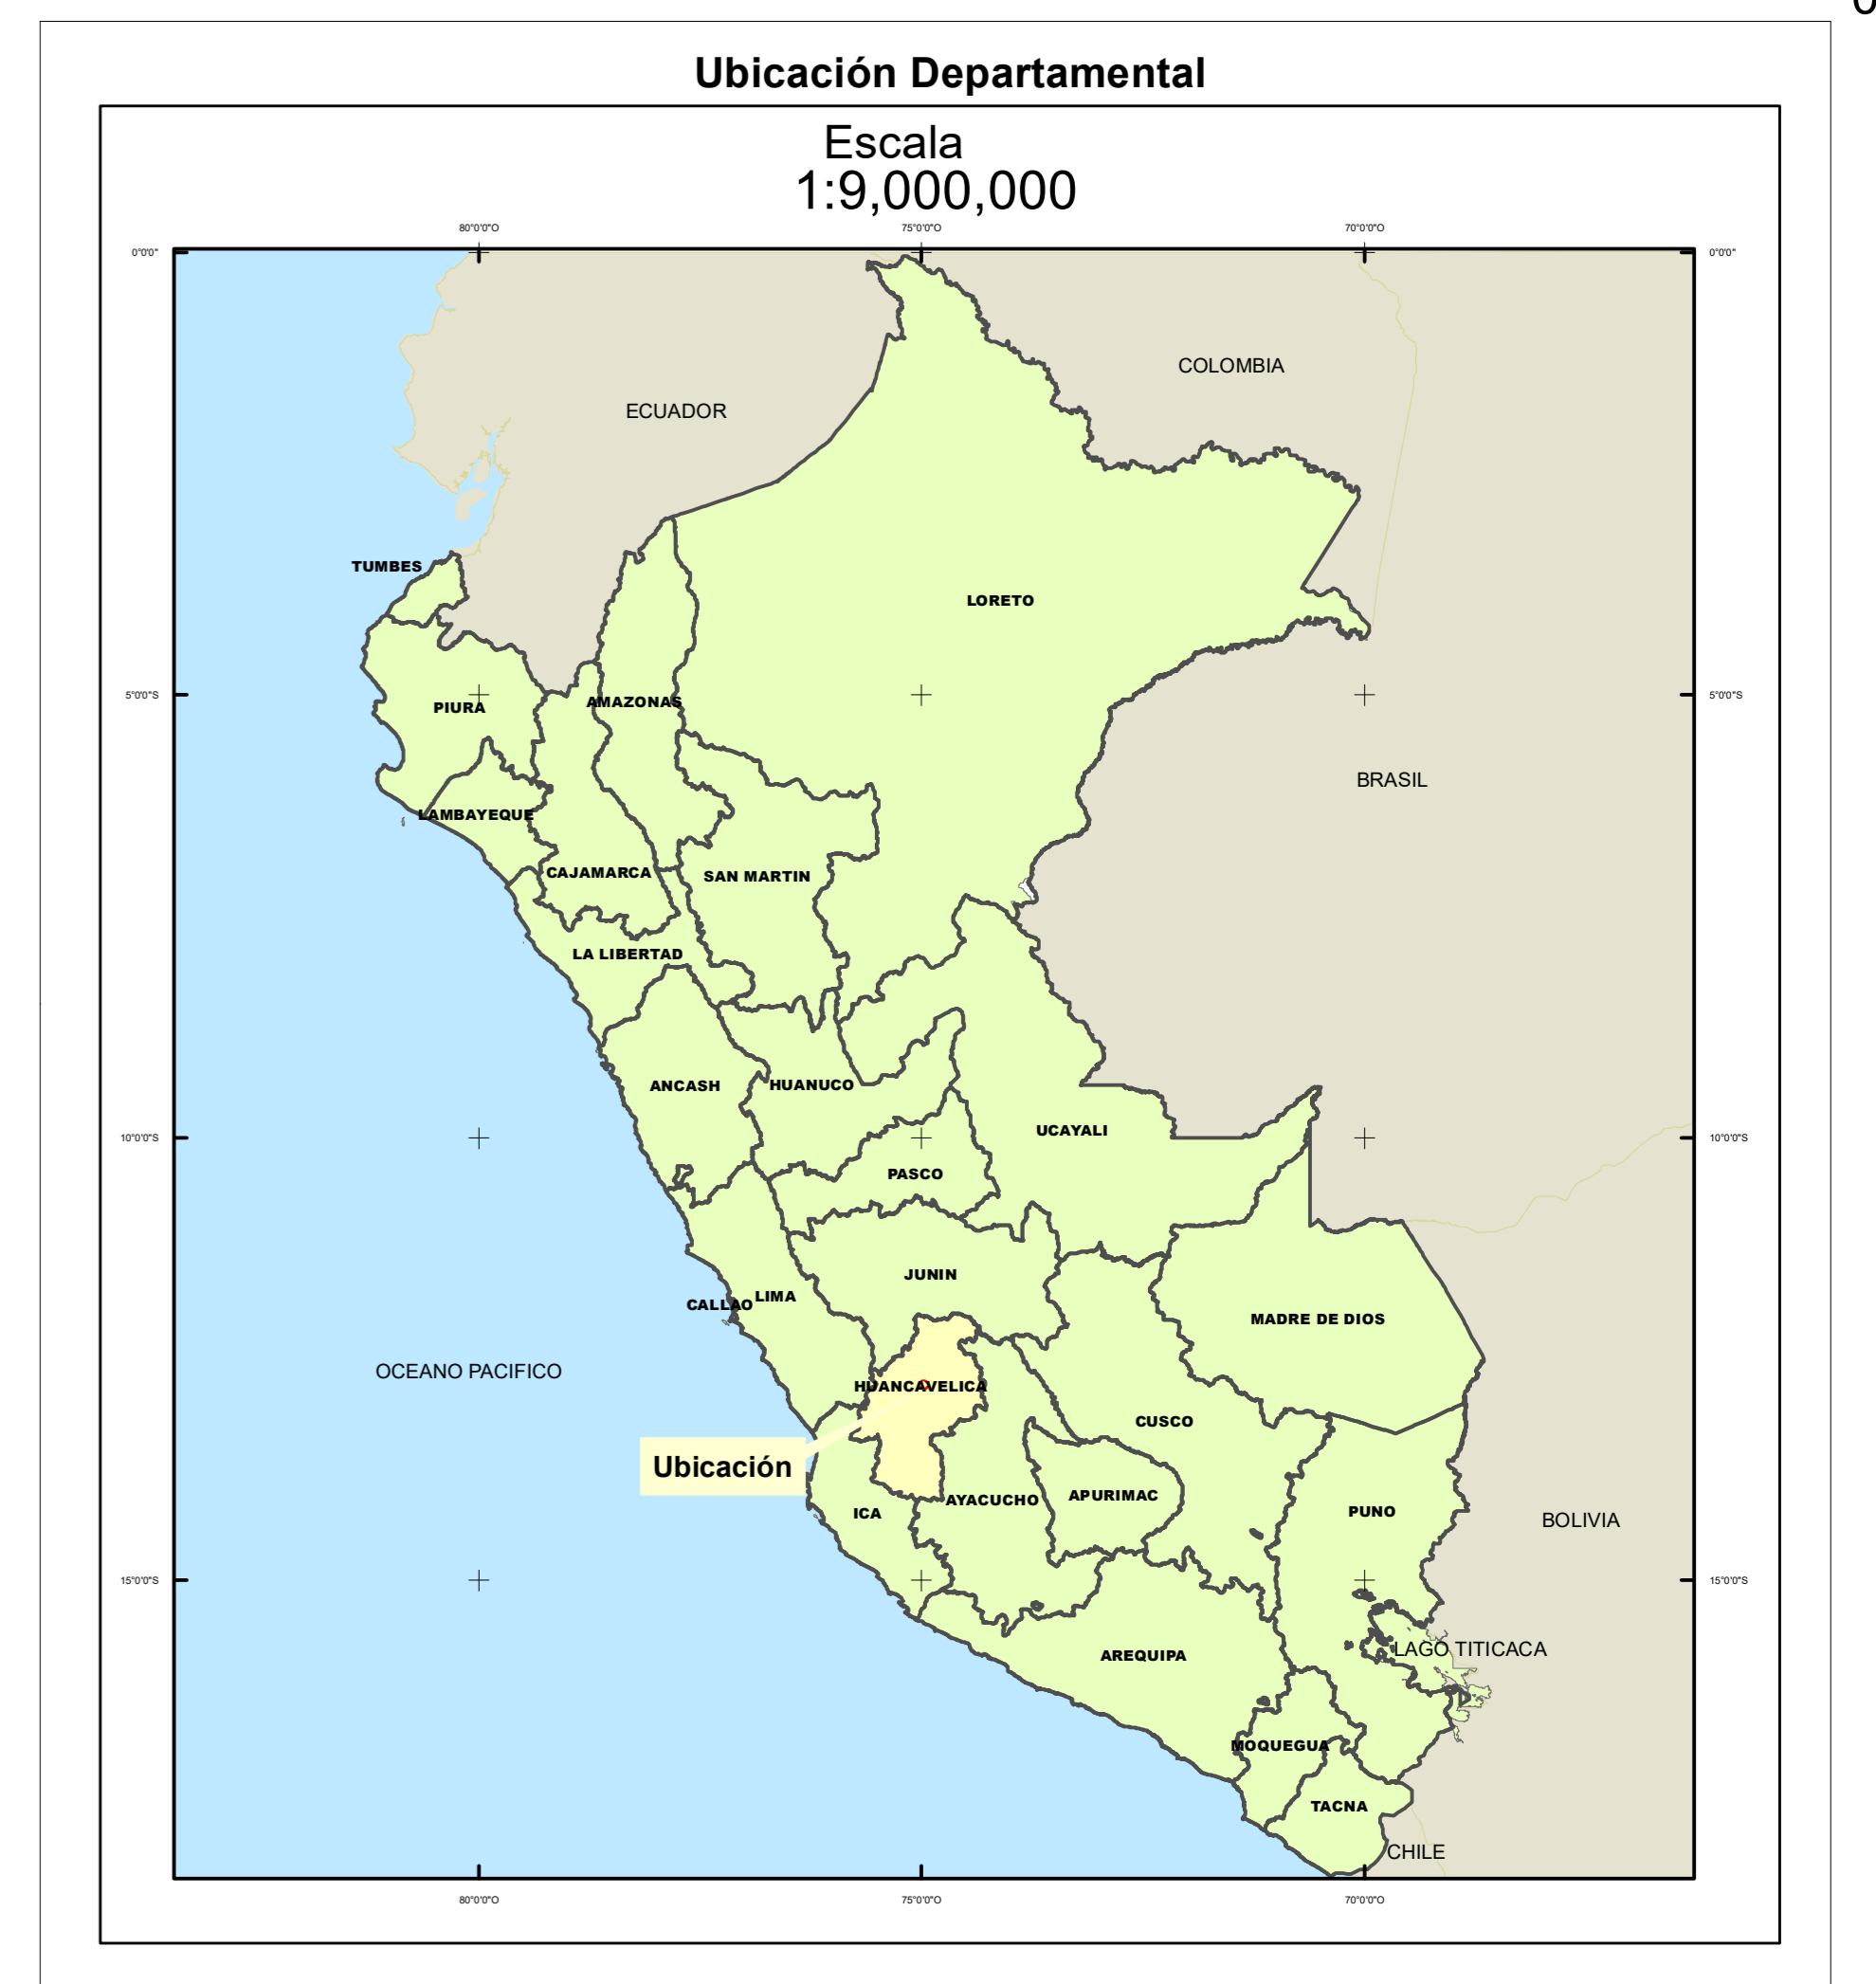 Ubicación Departamental
Escala
1:9,000,000
80°0'0"O 75°0'0"O 70°0'0"O
0°0'0" 0°0'0"
COLOMBIA
ECUADOR
TUMBES
LORETO
5°0'0"S 5°0'0"S
AMAZONAS
PIURA
BRASIL
LAMBAYEQUE
CAJAMARCA
SAN MARTIN
LA LIBERTAD
ANCASH
HUANUCO
UCAYALI
10°0'0"S 10°0'0"S
PASCO
JUNIN
LIMA
CALLAO
MADRE DE DIOS
OCEANO PACIFICO
HUANCAVELICA
CUSCO
Ubicación
APURIMAC
AYACUCHO
ICA
PUNO
BOLIVIA
15°0'0"S 15°0'0"S
LAGO TITICACA
AREQUIPA
MOQUEGUA
TACNA
CHILE
80°0'0"O 75°0'0"O 70°0'0"O